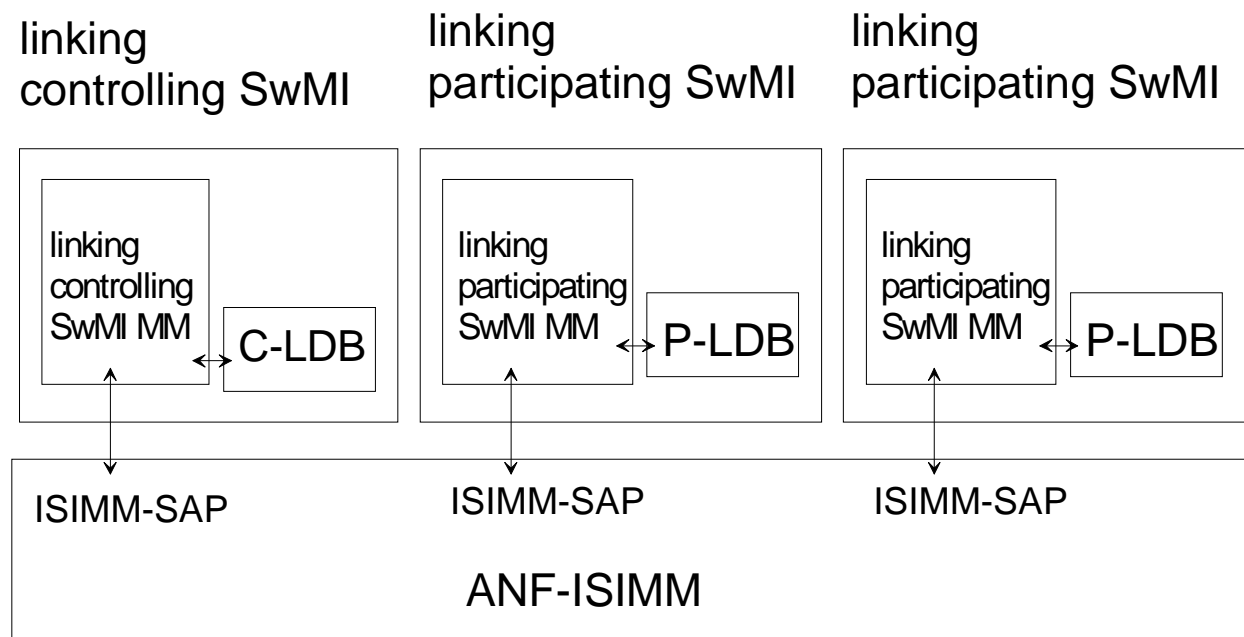 linking
controlling SwMI
linking
participating SwMI
linking
participating SwMI
linking
controlling
SwMI MM
C-LDB
linking
participating
SwMI MM
P-LDB
linking
participating
SwMI MM
P-LDB
ISIMM-SAP
ISIMM-SAP
ISIMM-SAP
ANF-ISIMM